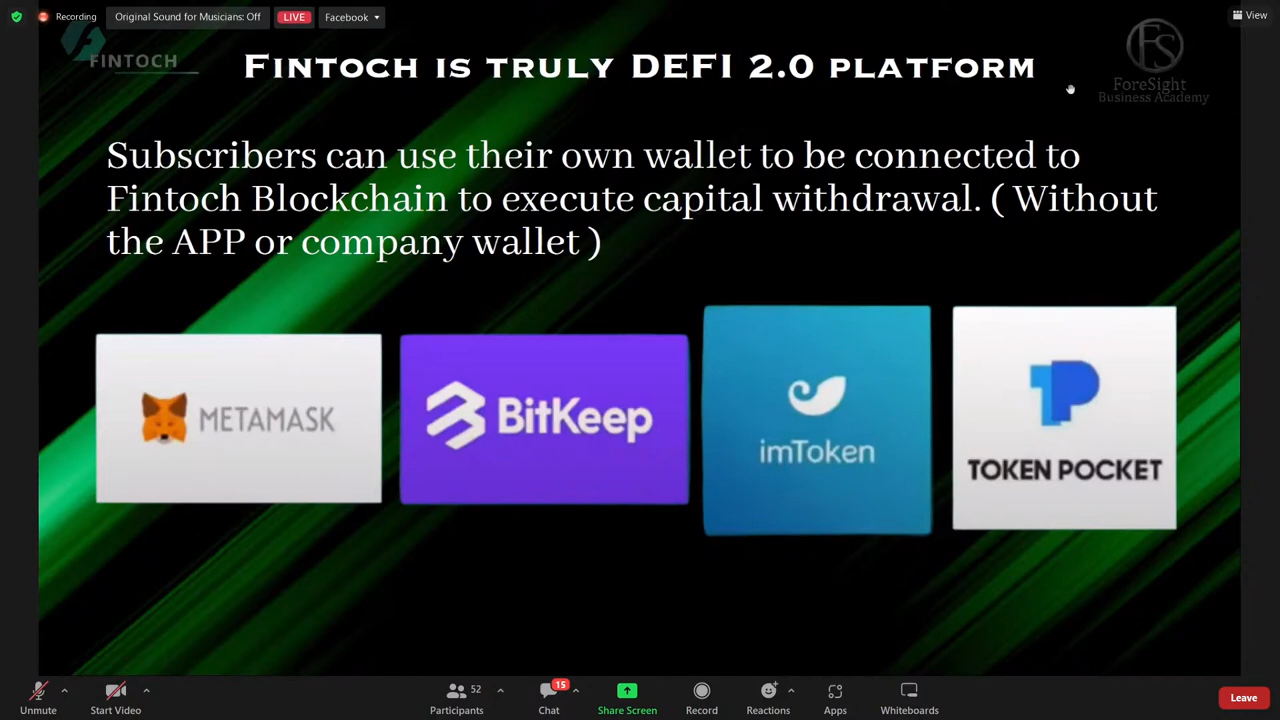 Recording
Original Sound for Musicians: Off
LIVE
Facebook
View
FINTOCH
FINTOCH IS TRULY DEFI 2.0 PLATFORM
FS
ForeSight
Business Academy
Subscribers can use their own wallet to be connected to
Fintoch Blockchain to execute capital withdrawal. ( Without
the APP or company wallet )
METAMASK
BitKeep
imToken
TP
TOKEN POCKET
Unmute
Start Video
52
Participants
15
Chat
Share Screen
Record
Reactions
Apps
Whiteboards
Leave